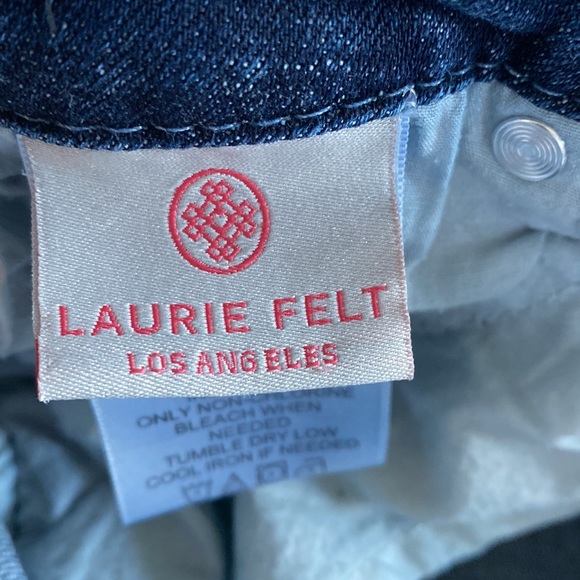 LAURIE FELT
LOS ANGELES
ONLY NON CHLORINE
BLEACH WHEN
NEEDED
TUMBLE DRY LOW
COOL IRON IF NEEDED